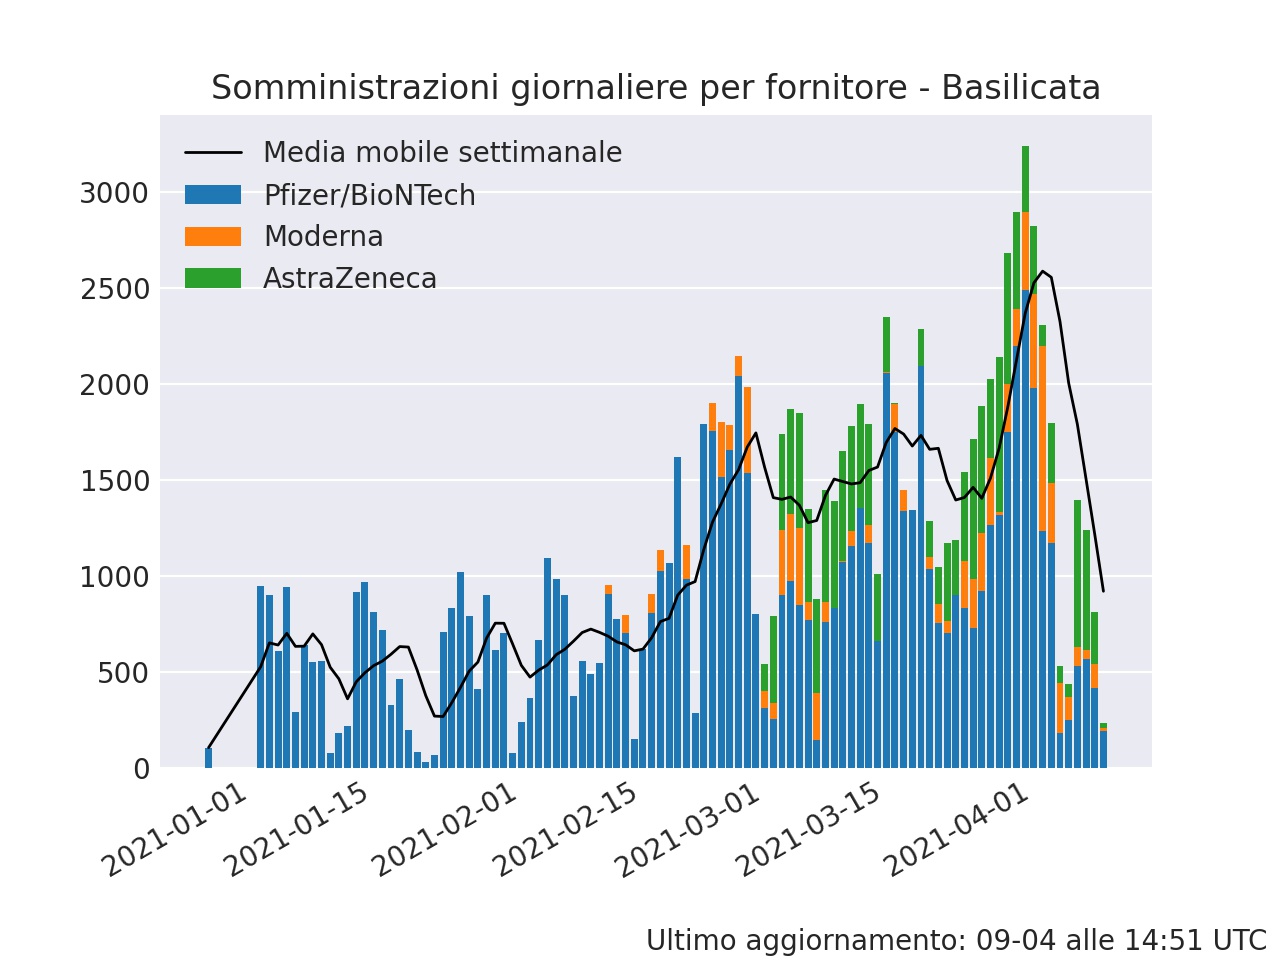 Somministrazioni giornaliere per fornitore - Basilicata
Media mobile settimanale
Pfizer/BioNTech
Moderna
AstraZeneca
3000
2500
2000
1500
1000
500
0
2021-01-01
2021-01-15
2021-02-01
2021-02-15
2021-03-01
2021-03-15
2021-04-01
Ultimo aggiornamento: 09-04 alle 14:51 UTC